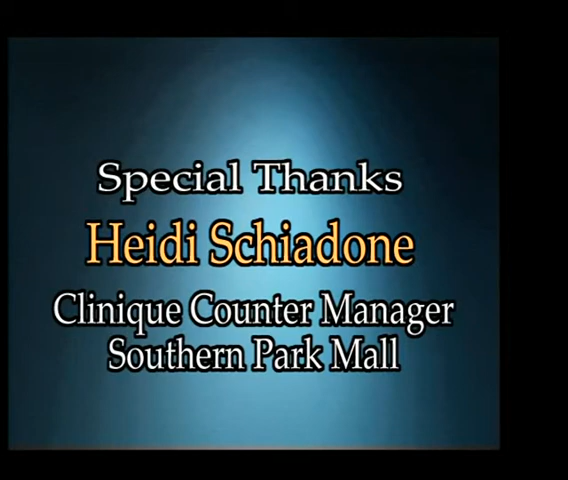 Special Thanks
Heidi Schiadone
Clinique Counter Manager
Southern Park Mall